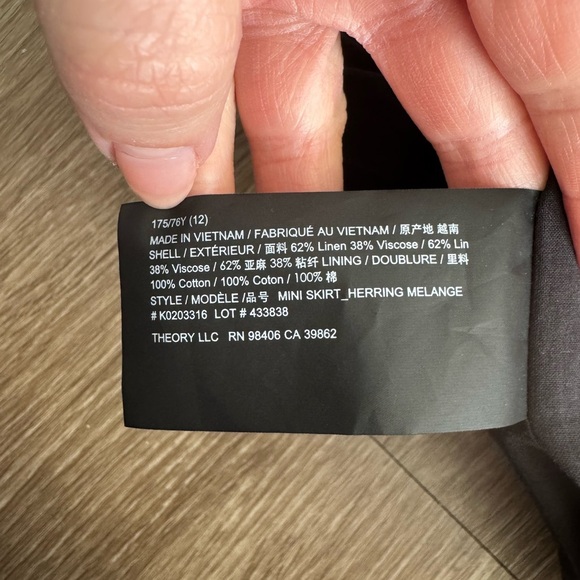 175/76Y (12)
MADE IN VIETNAM / FABRIQUÉ AU VIETNAM / 原产地 越南
SHELL / EXTÉRIEUR / 面料 62% Linen 38% Viscose / 62% Lin
38% Viscose / 62% 亚麻 38% 粘纤 LINING / DOUBLURE / 里料
100% Cotton / 100% Coton / 100% 棉
STYLE / MODÈLE /品号 MINI SKIRT_HERRING MELANGE
# K0203316 LOT # 433838
THEORY LLC RN 98406 CA 39862